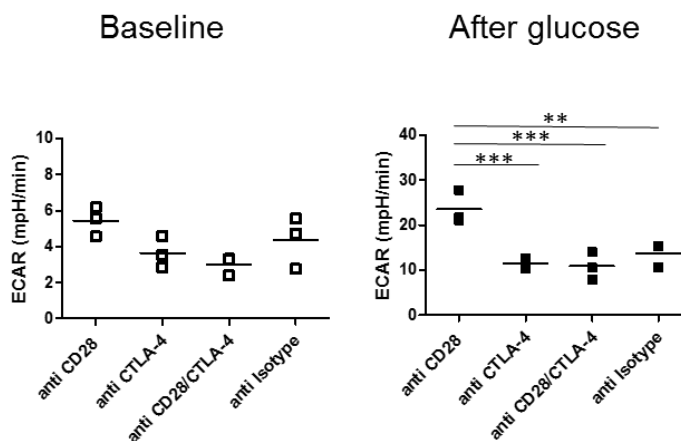 Baseline
After glucose
ECAR (mpH/min)
10
8
6
4
2
0
anti CD28
anti CTLA-4
anti CD28/CTLA-4
anti Isotype
ECAR (mpH/min)
40
30
20
10
0
**
***
***
anti CD28
anti CTLA-4
anti CD28/CTLA-4
anti Isotype